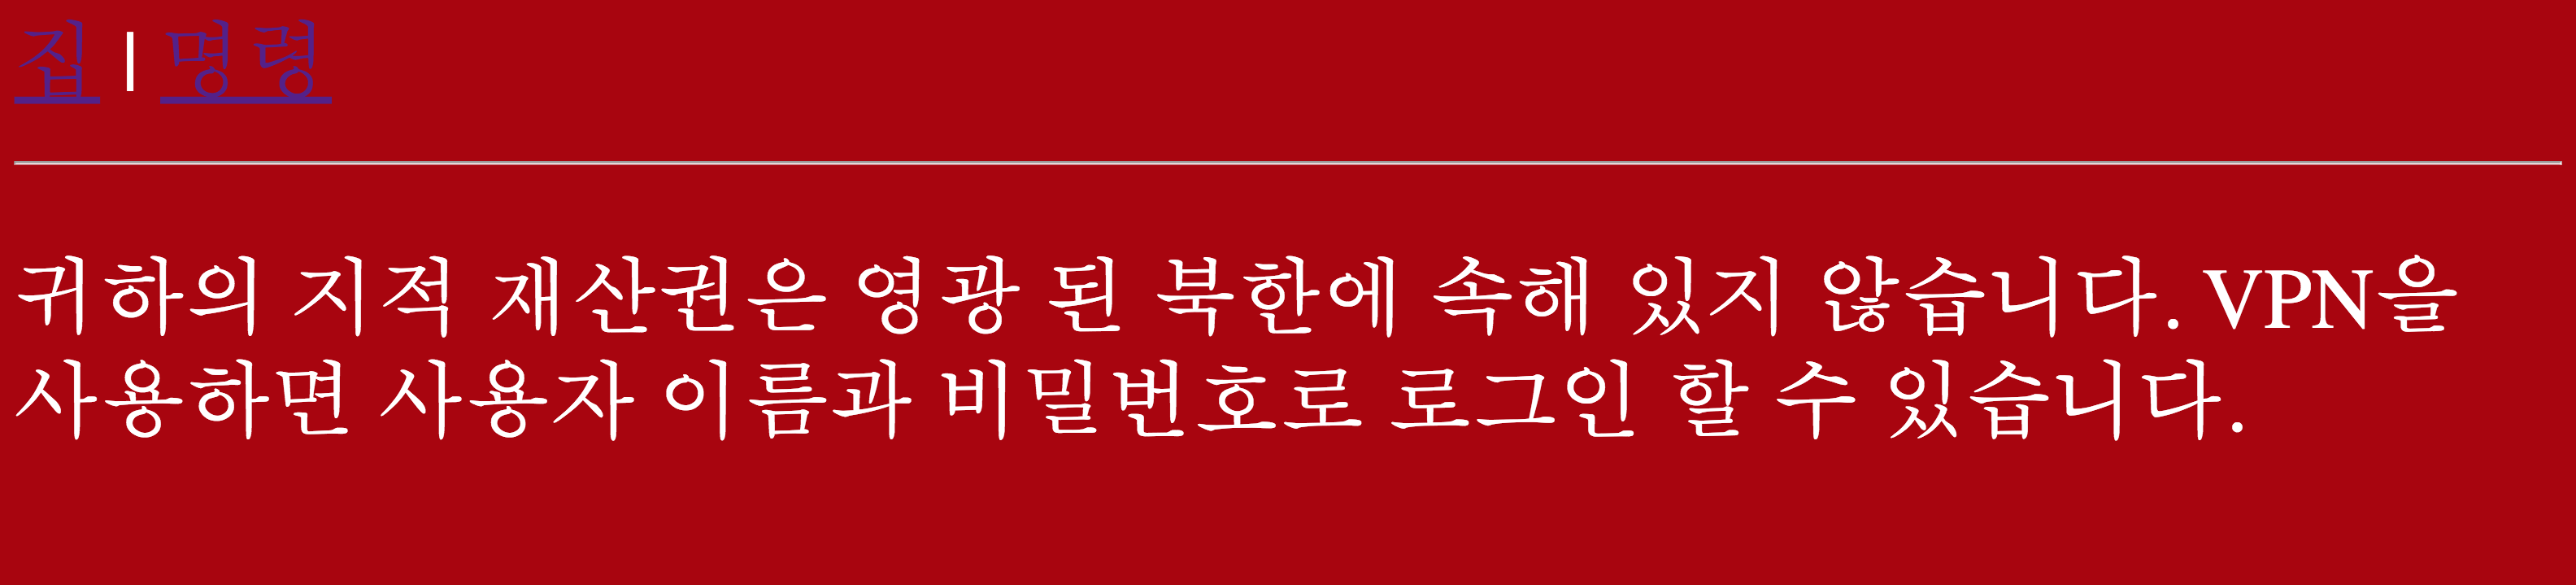 집 | 명령
귀하의 지적 재산권은 영광 된 북한에 속해 있지 않습니다. VPN을
사용하면 사용자 이름과 비밀번호로 로그인 할 수 있습니다.